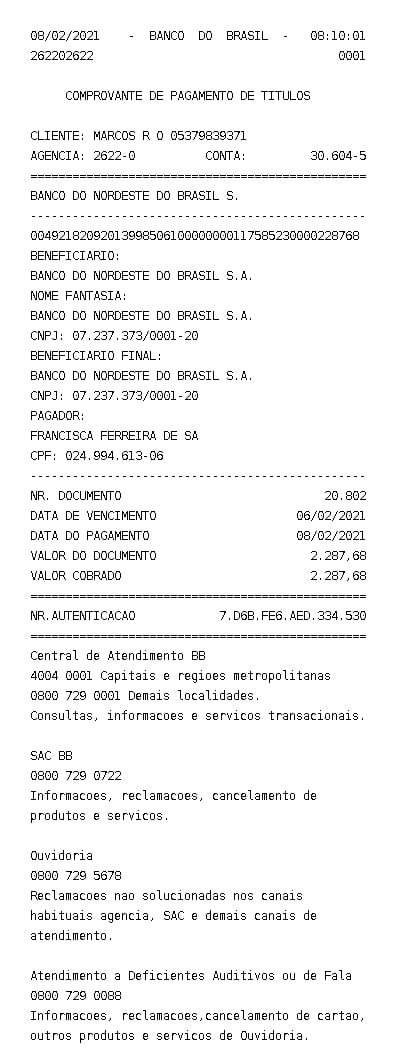 08/02/2021 - BANCO DO BRASIL - 08:10:01
262202622 0001
COMPROVANTE DE PAGAMENTO DE TITULOS
CLIENTE: MARCOS R O 05379839371
AGENCIA: 2622-0 CONTA: 30.604-5
================================================
BANCO DO NORDESTE DO BRASIL S.
------------------------------------------------
00492182092013998506100000000117585230000228768
BENEFICIARIO:
BANCO DO NORDESTE DO BRASIL S.A.
NOME FANTASIA:
BANCO DO NORDESTE DO BRASIL S.A.
CNPJ: 07.237.373/0001-20
BENEFICIARIO FINAL:
BANCO DO NORDESTE DO BRASIL S.A.
CNPJ: 07.237.373/0001-20
PAGADOR:
FRANCISCA FERREIRA DE SA
CPF: 024.994.613-06
------------------------------------------------
NR. DOCUMENTO 20.802
DATA DE VENCIMENTO 06/02/2021
DATA DO PAGAMENTO 08/02/2021
VALOR DO DOCUMENTO 2.287,68
VALOR COBRADO 2.287,68
================================================
NR.AUTENTICACAO 7.D6B.FE6.AED.334.530
================================================
Central de Atendimento BB
4004 0001 Capitais e regioes metropolitanas
0800 729 0001 Demais localidades.
Consultas, informacoes e servicos transacionais.
SAC BB
0800 729 0722
Informacoes, reclamacoes, cancelamento de
produtos e servicos.
Ouvidoria
0800 729 5678
Reclamacoes nao solucionadas nos canais
habituais agencia, SAC e demais canais de
atendimento.
Atendimento a Deficientes Auditivos ou de Fala
0800 729 0088
Informacoes, reclamacoes,cancelamento de cartao,
outros produtos e servicos de Ouvidoria.